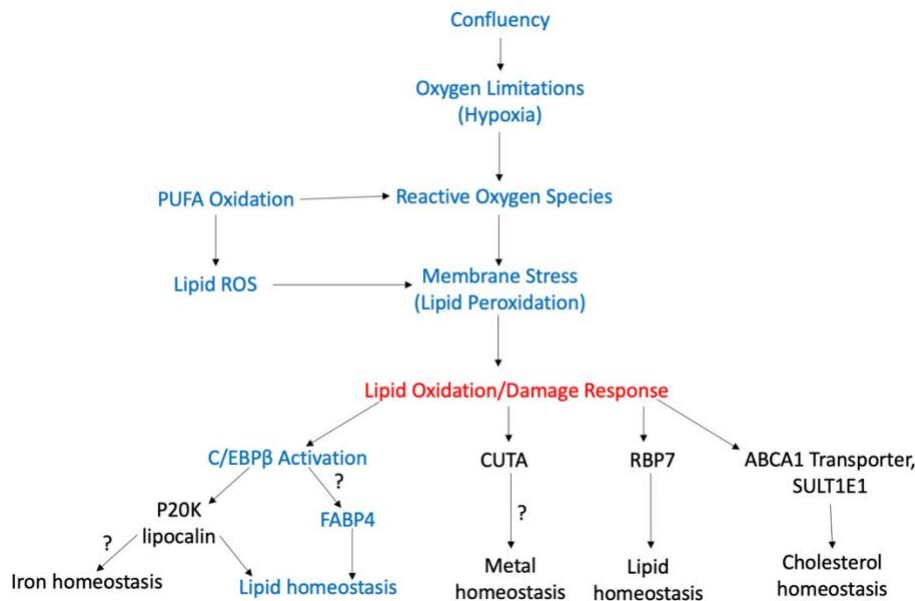 Confluency
Oxygen Limitations
(Hypoxia)
PUFA Oxidation
Reactive Oxygen Species
Lipid ROS
Membrane Stress
(Lipid Peroxidation)
Lipid Oxidation/Damage Response
C/EBPβ Activation
CUTA
RBP7
ABCA1 Transporter,
SULT1E1
?
P20K
lipocalin
FABP4
?
?
Iron homeostasis
Lipid homeostasis
Metal
homeostasis
Lipid
homeostasis
Cholesterol
homeostasis